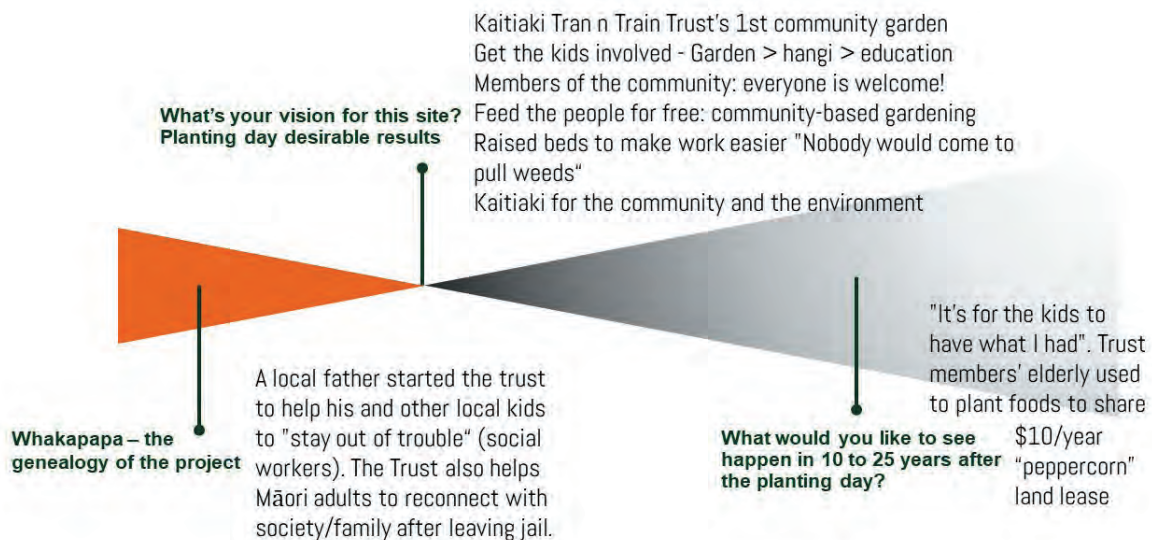 Kaitiaki Tran n Train Trust's 1st community garden
Get the kids involved - Garden > hangi > education
Members of the community: everyone is welcome!
Feed the people for free: community-based gardening
Raised beds to make work easier "Nobody would come to
pull weeds“
Kaitiaki for the community and the environment
What's your vision for this site?
Planting day desirable results
Whakapapa – the
genealogy of the project
A local father started the trust
to help his and other local kids
to "stay out of trouble“ (social
workers). The Trust also helps
Māori adults to reconnect with
society/family after leaving jail.
What would you like to see
happen in 10 to 25 years after
the planting day?
"It's for the kids to
have what I had". Trust
members' elderly used
to plant foods to share
$10/year
“peppercorn”
land lease